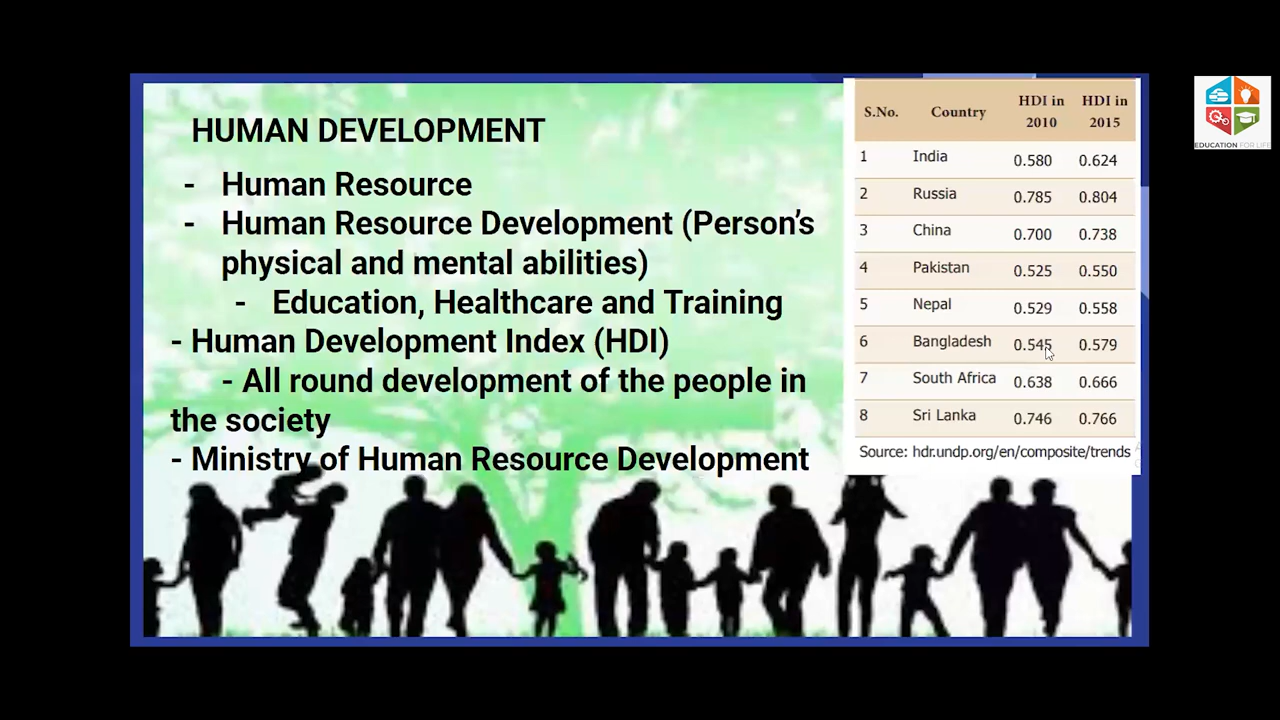 HUMAN DEVELOPMENT
- Human Resource
- Human Resource Development (Person's
physical and mental abilities)
- Education, Healthcare and Training
- Human Development Index (HDI)
- All round development of the people in
the society
- Ministry of Human Resource Development
S.No. Country HDI in 2010 HDI in 2015
1 India 0.580 0.624
2 Russia 0.785 0.804
3 China 0.700 0.738
4 Pakistan 0.525 0.550
5 Nepal 0.529 0.558
6 Bangladesh 0.545 0.579
7 South Africa 0.638 0.666
8 Sri Lanka 0.746 0.766
Source: hdr.undp.org/en/composite/trends
EDUCATION FOR LIFE